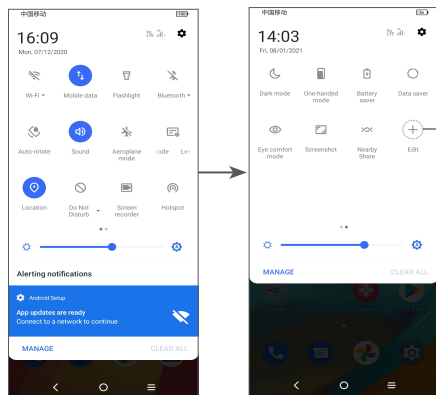 中国移动
16:09
Mon, 07/12/2020
Wi-Fi
Mobile data
Flashlight
Bluetooth
Auto-rotate
Sound
Aeroplane
mode
ode
Les
Location
Do Not
Disturb
Screen
recorder
Hotspot
Alerting notifications
Android Setup
App updates are ready
Connect to a network to continue
MANAGE
CLEAR ALL
中国移动
14:03
Fri, 08/01/2021
Dark mode
One-handed
mode
Battery
saver
Data saver
Eye comfort
mode
Screenshot
Nearby
Share
Edit
MANAGE
CLEAR ALL